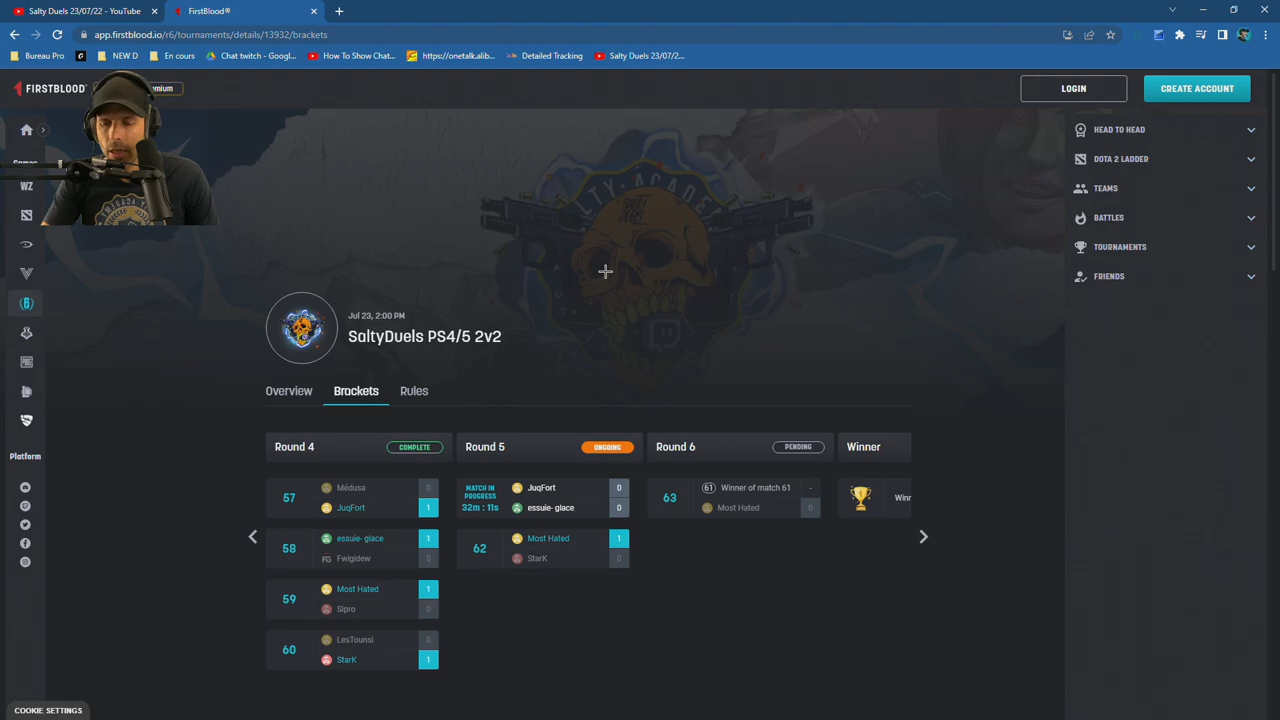 Salty Duels 23/07/22 - YouTube
FirstBlood®
app.firstblood.io/r6/tournaments/details/13932/brackets
Bureau Pro
NEW D
En cours
Chat twitch - Googl...
How To Show Chat...
https://onetalk.alib...
Detailed Tracking
Salty Duels 23/07/2...
FIRSTBLOOD
LOGIN
CREATE ACCOUNT
Games
WZ
HEAD TO HEAD
DOTA 2 LADDER
TEAMS
BATTLES
TOURNAMENTS
FRIENDS
Jul 23, 2:00 PM
SaltyDuels PS4/5 2v2
Overview
Brackets
Rules
Round 4
COMPLETE
Round 5
ONGOING
Round 6
PENDING
Winner
57
Médusa
0
JuqFort
1
MATCH IN
PROGRESS
32m : 11s
JuqFort
0
essuie- glace
0
63
61
Winner of match 61
-
Most Hated
0
Winr
58
essuie- glace
1
FG
Fwigidew
0
62
Most Hated
1
StarK
0
59
Most Hated
1
Sipro
0
60
LesTounsi
0
StarK
1
Platform
COOKIE SETTINGS